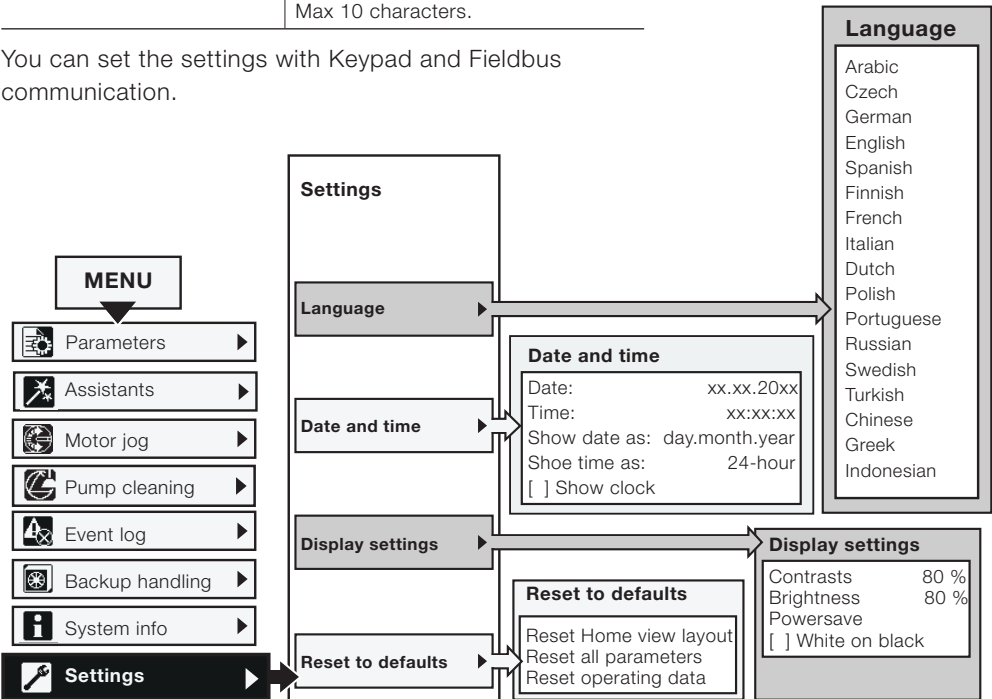 Max 10 characters.
You can set the settings with Keypad and Fieldbus
communication.
MENU
Parameters
Assistants
Motor jog
Pump cleaning
Event log
Backup handling
System info
Settings
Settings
Language
Date and time
Display settings
Reset to defaults
Language
Arabic
Czech
German
English
Spanish
Finnish
French
Italian
Dutch
Polish
Portuguese
Russian
Swedish
Turkish
Chinese
Greek
Indonesian
Date and time
Date: xx.xx.20xx
Time: xx:xx:xx
Show date as: day.month.year
Shoe time as: 24-hour
[ ] Show clock
Display settings
Contrasts 80 %
Brightness 80 %
Powersave
[ ] White on black
Reset to defaults
Reset Home view layout
Reset all parameters
Reset operating data